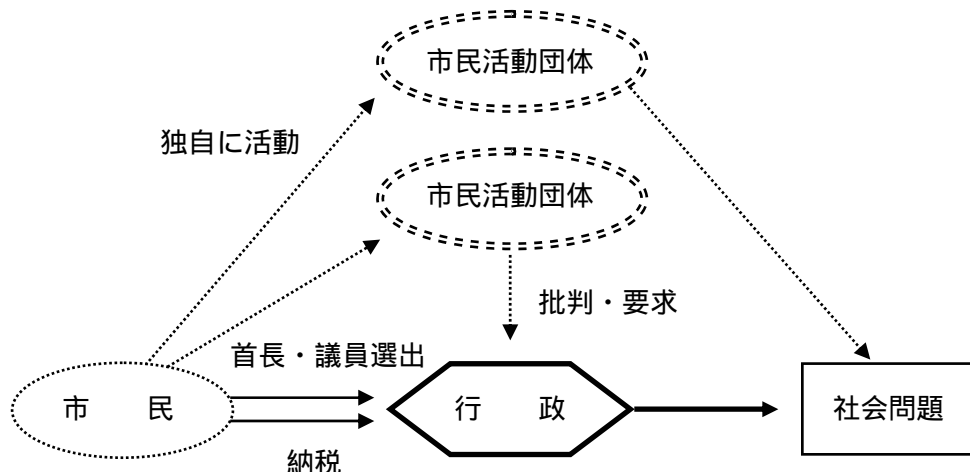 市民活動団体
独自に活動
市民活動団体
批判・要求
首長・議員選出
市　　民
行　　政
社会問題
納税